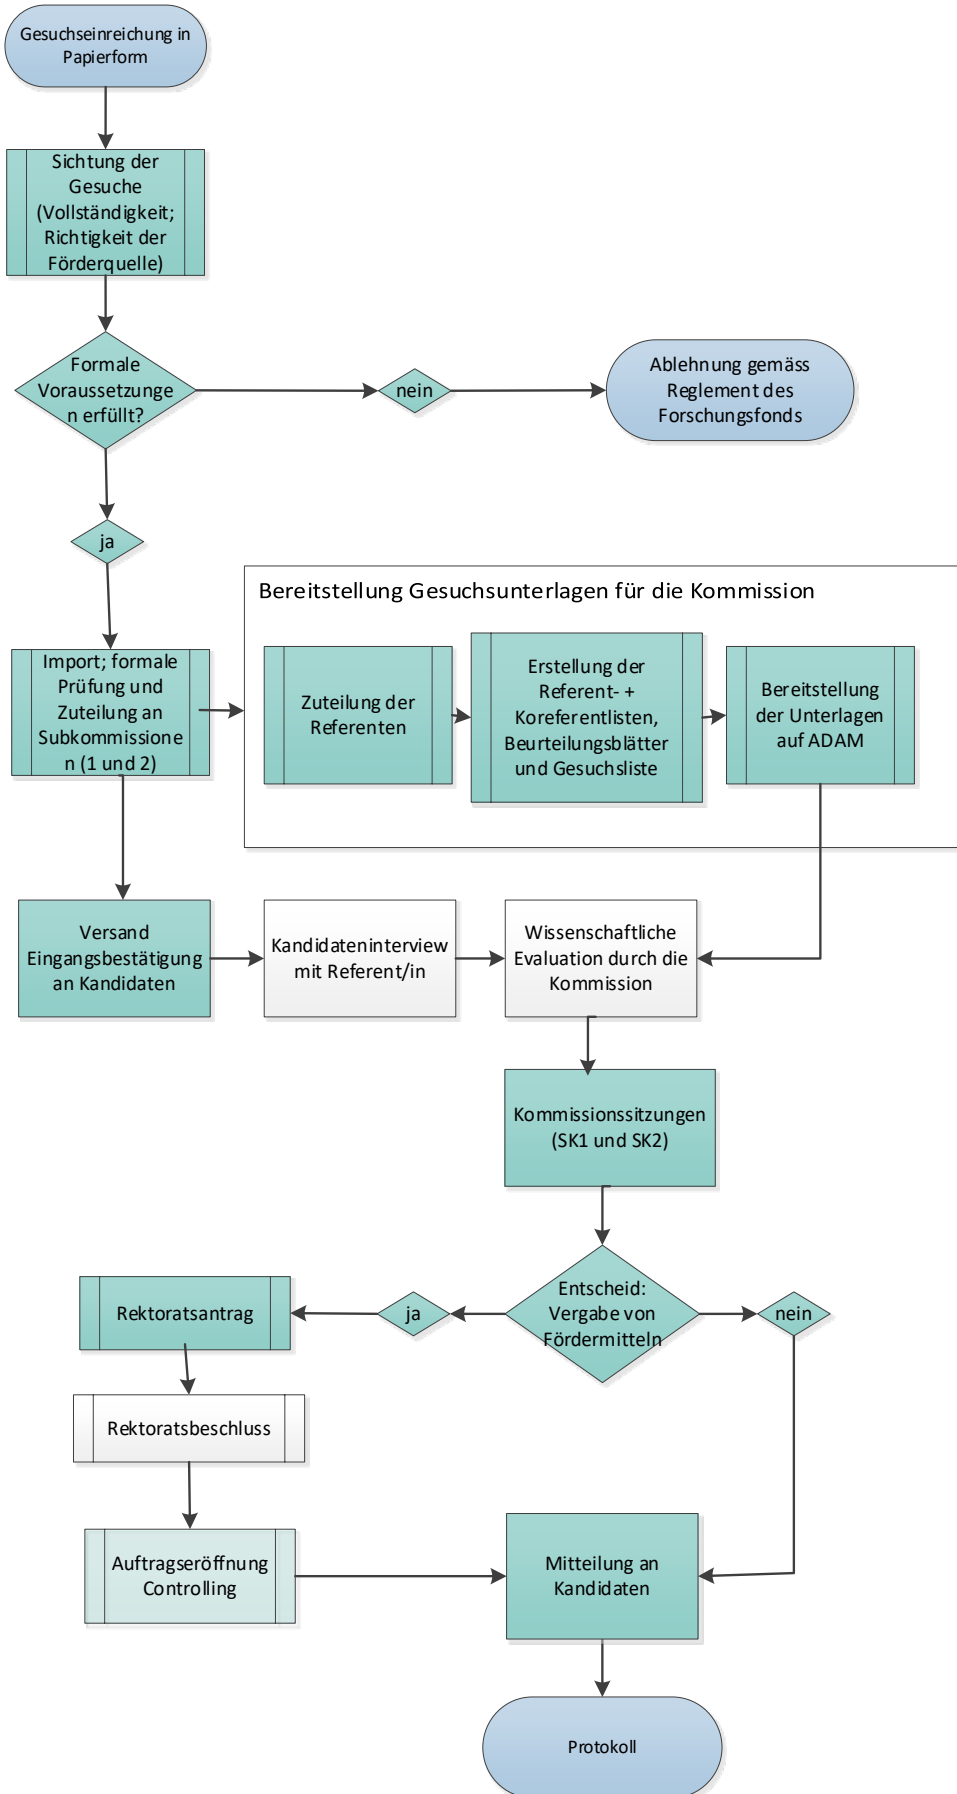 Gesuchseinreichung in
Papierform
Sichtung der
Gesuche
(Vollständigkeit;
Richtigkeit der
Förderquelle)
Formale
Voraussetzunge
n erfüllt?
nein
Ablehnung gemäss
Reglement des
Forschungsfonds
ja
Bereitstellung Gesuchsunterlagen für die Kommission
Import; formale
Prüfung und
Zuteilung an
Subkommissione
n (1 und 2)
Zuteilung der
Referenten
Erstellung der
Referent- +
Koreferentlisten,
Beurteilungsblätter
und Gesuchsliste
Bereitstellung
der Unterlagen
auf ADAM
Versand
Eingangsbestätigung
an Kandidaten
Kandidateninterview
mit Referent/in
Wissenschaftliche
Evaluation durch die
Kommission
Kommissionssitzungen
(SK1 und SK2)
Entscheid:
Vergabe von
Fördermitteln
ja
nein
Rektoratsantrag
Rektoratsbeschluss
Auftragseröffnung
Controlling
Mitteilung an
Kandidaten
Protokoll